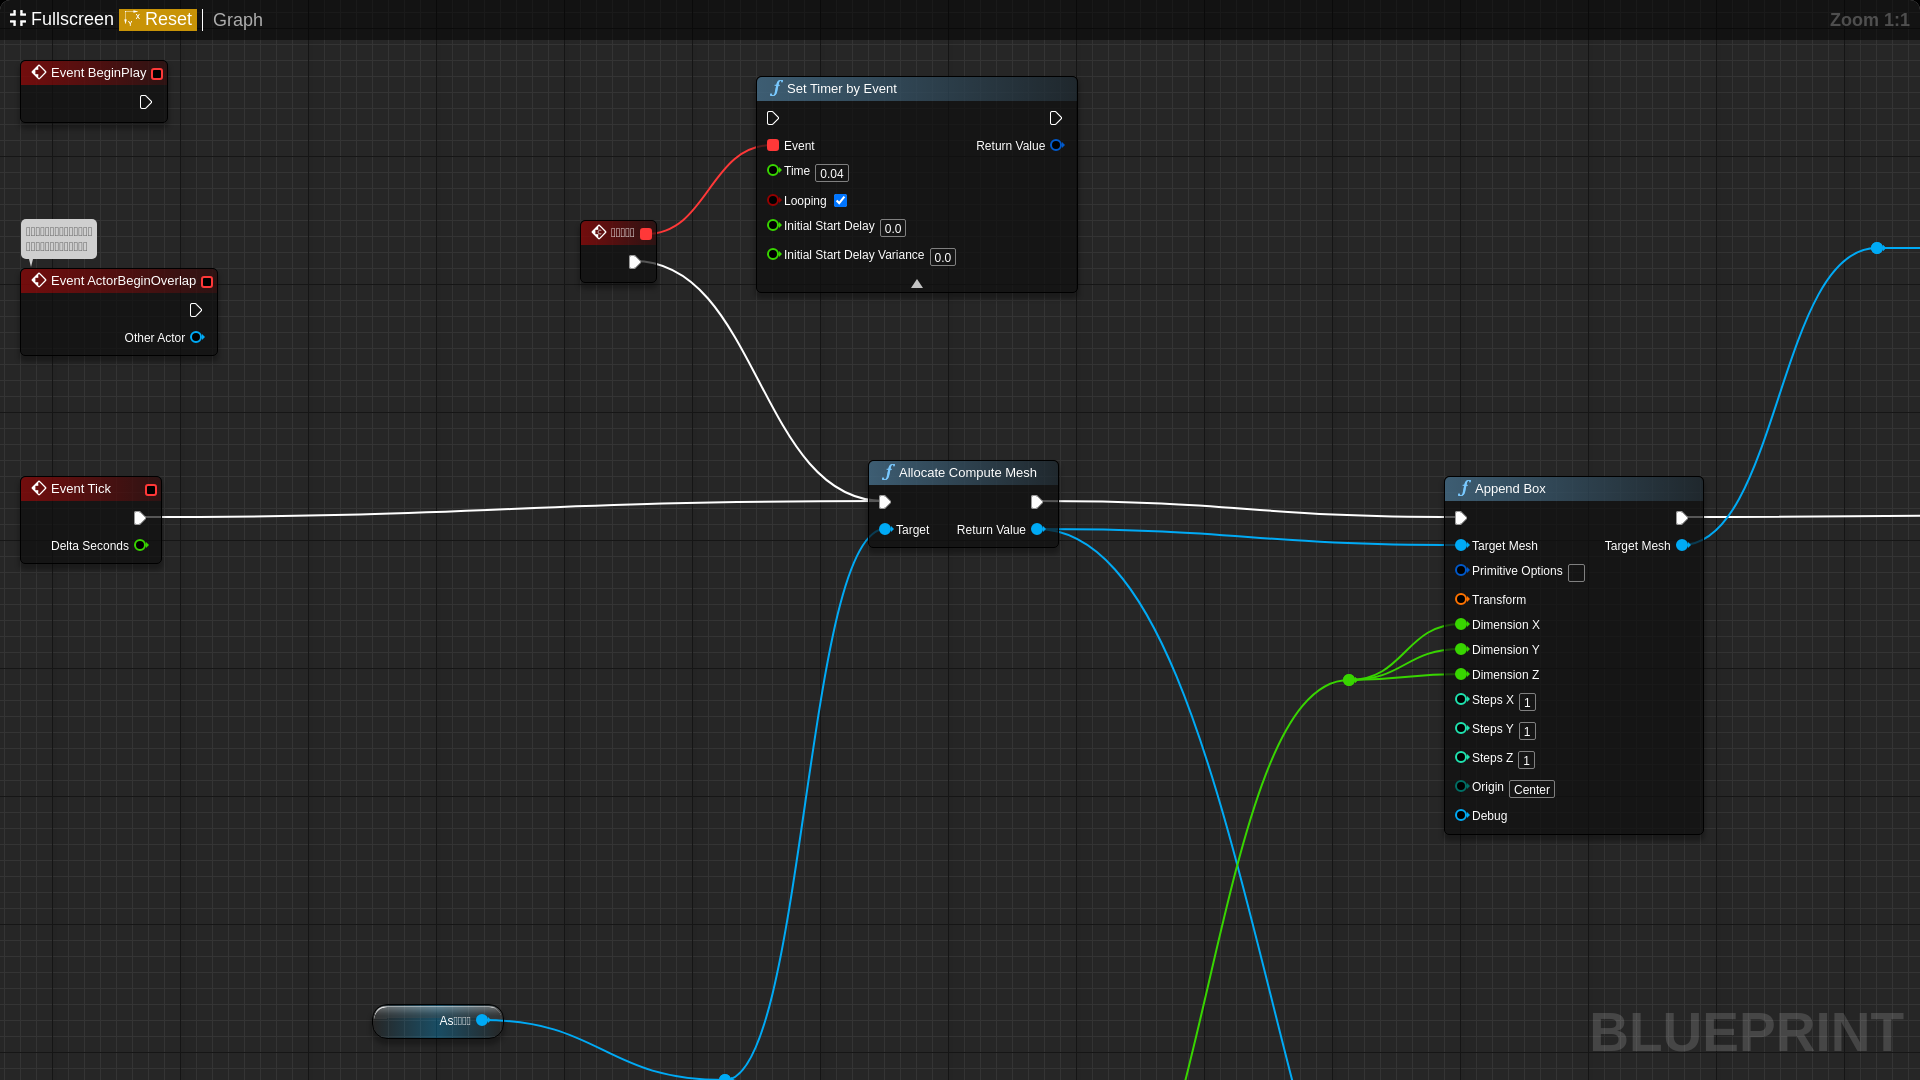 Fullscreen Reset Graph
Zoom 1:1
Event BeginPlay
Set Timer by Event
Event
Return Value
Time 0.04
Looping
Initial Start Delay 0.0
Initial Start Delay Variance 0.0
Event ActorBeginOverlap
Other Actor
Allocate Compute Mesh
Target
Return Value
Event Tick
Delta Seconds
Append Box
Target Mesh
Target Mesh
Primitive Options
Transform
Dimension X
Dimension Y
Dimension Z
Steps X 1
Steps Y 1
Steps Z 1
Origin Center
Debug
As
BLUEPRINT